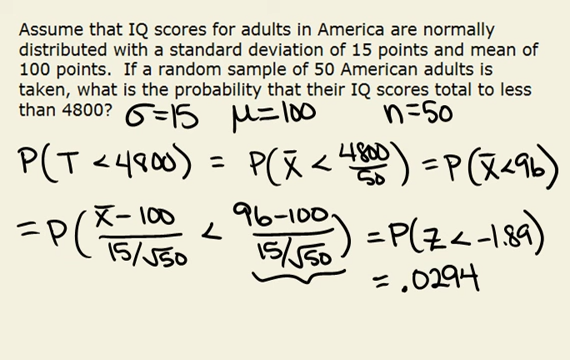 Assume that IQ scores for adults in America are normally
distributed with a standard deviation of 15 points and mean of
100 points.  If a random sample of 50 American adults is
taken, what is the probability that their IQ scores total to less
than 4800? σ=15 μ=100 n=50
P(T < 4800) = P(x̄ < 4800/50) = P(x̄<96)
= P( (x̄-100)/(15/√50) < (96-100)/(15/√50) ) = P(Z < -1.89)
= .0294